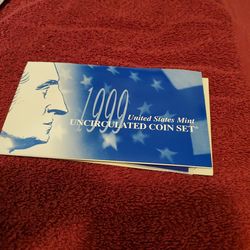 1999
United States Mint
UNCIRCULATED COIN SET